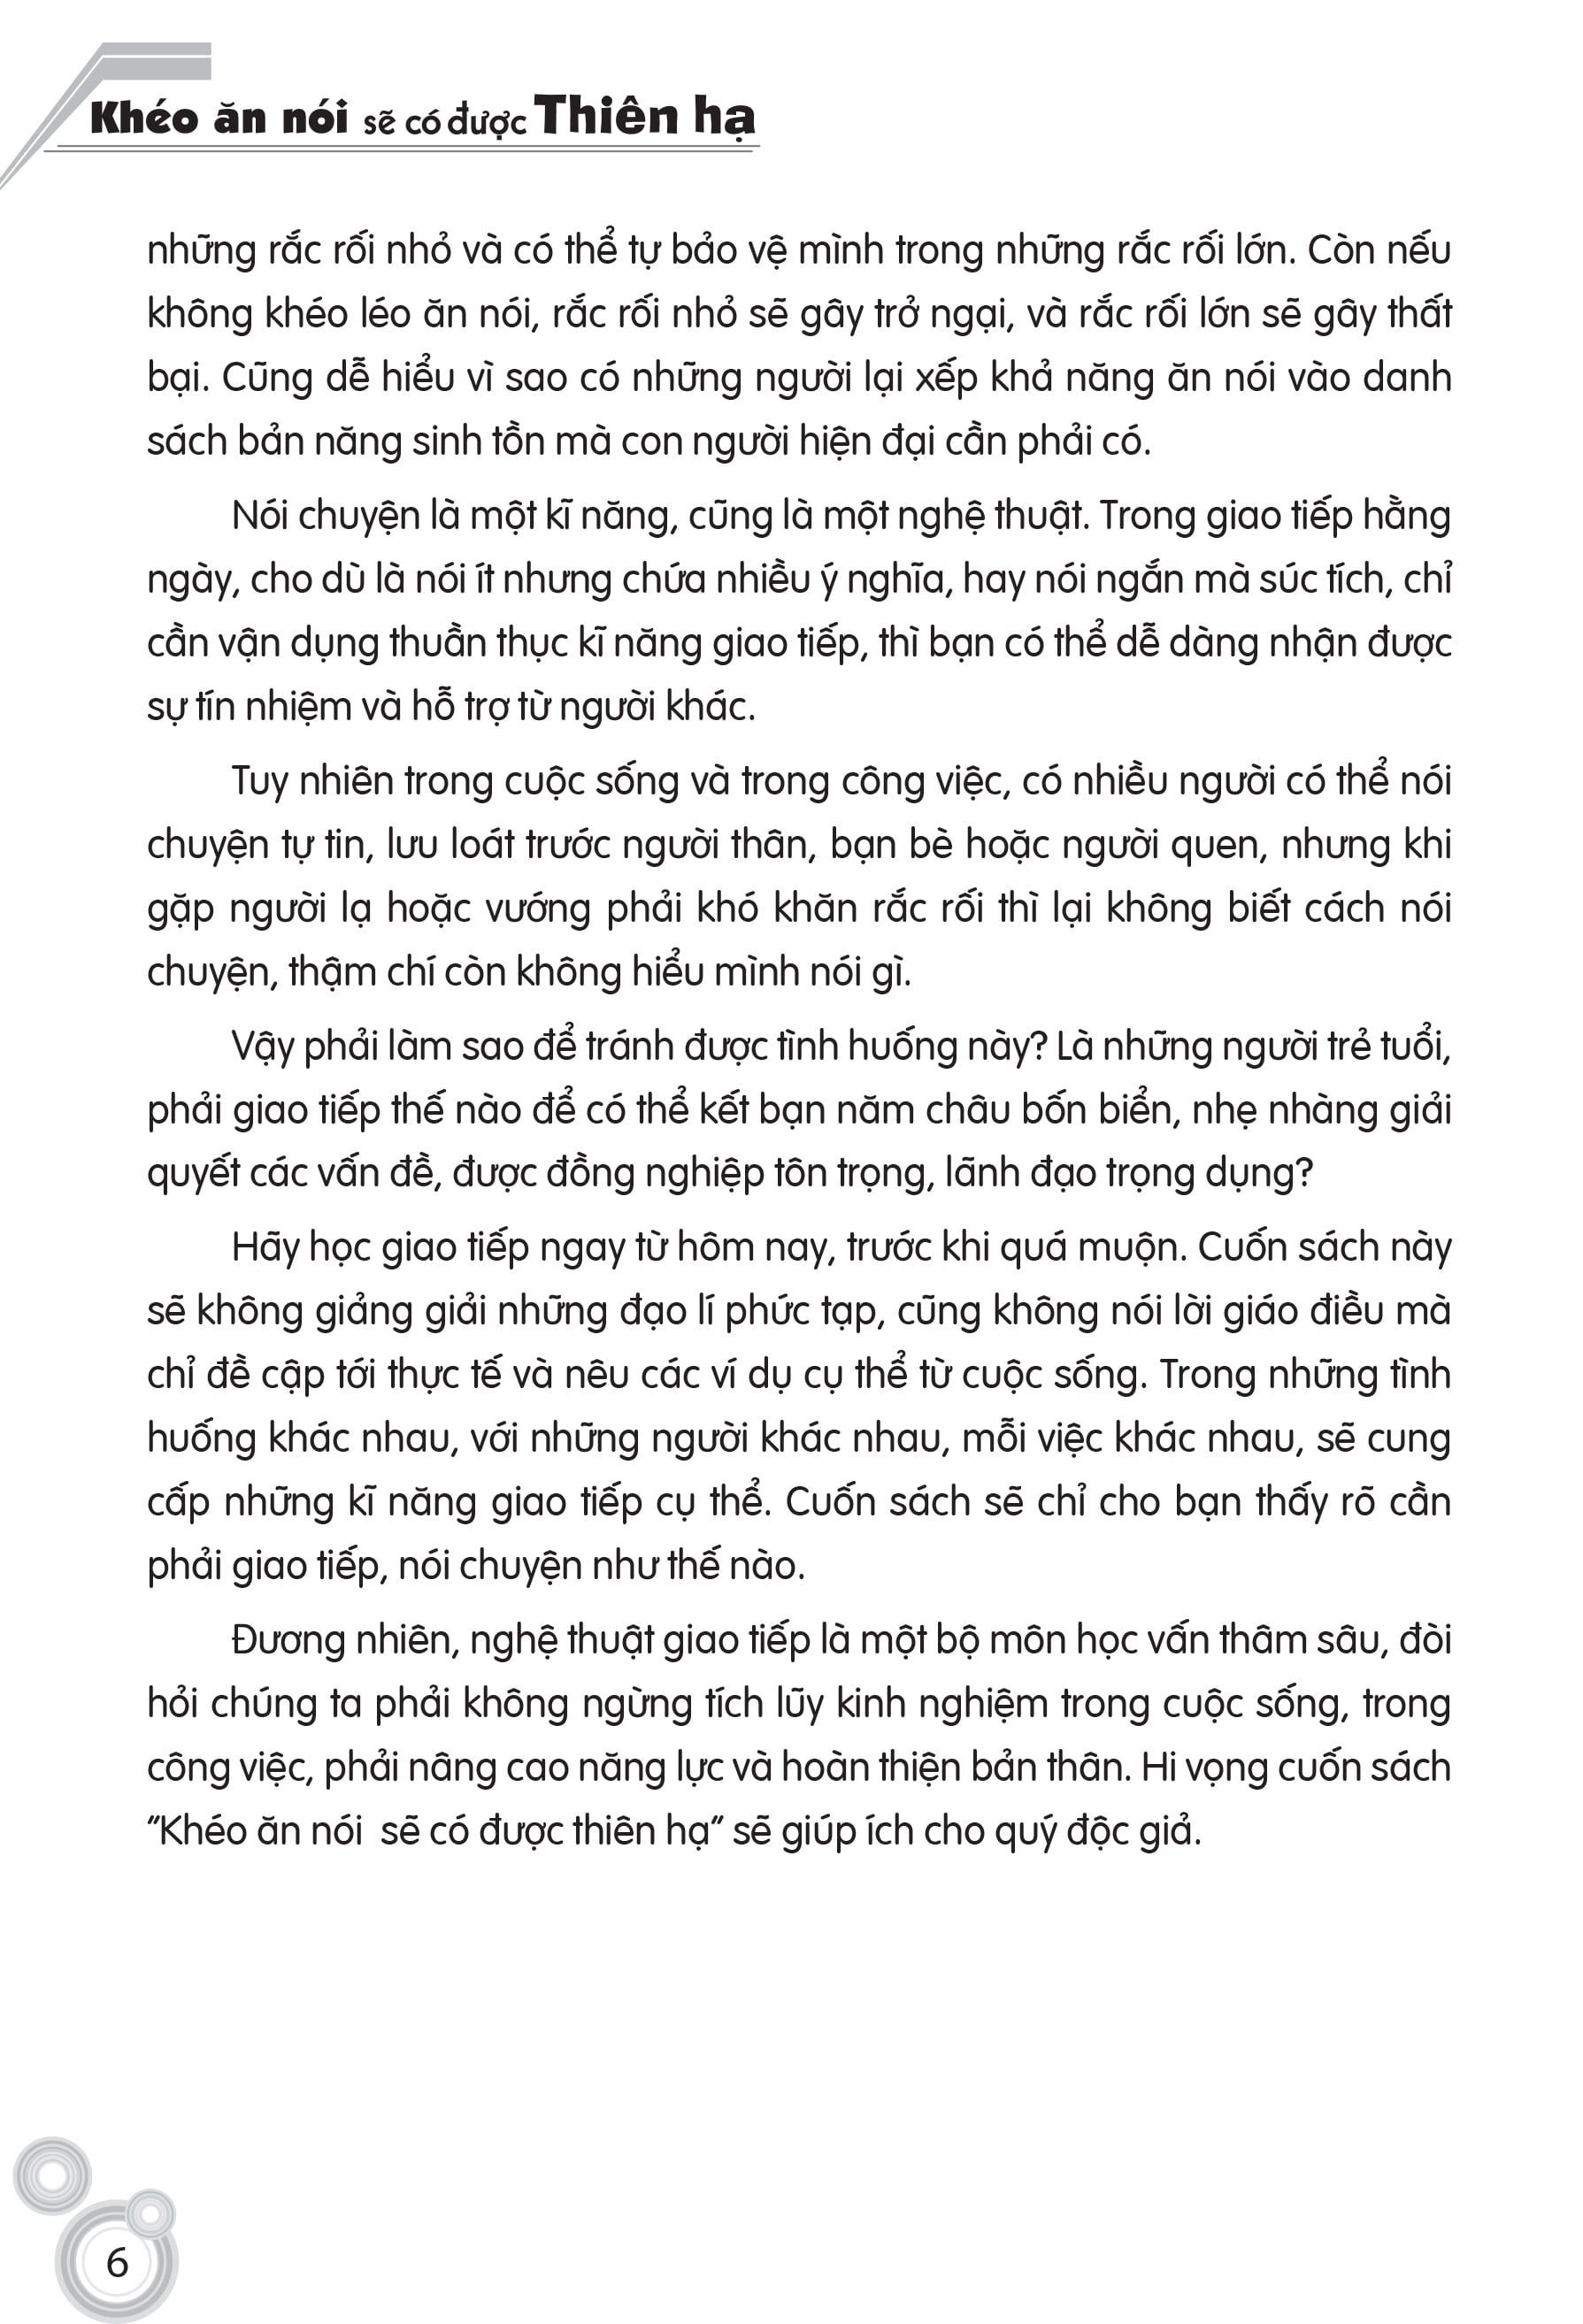 Khéo ăn nói sẽ có được Thiên hạ
những rắc rối nhỏ và có thể tự bảo vệ mình trong những rắc rối lớn. Còn nếu
không khéo léo ăn nói, rắc rối nhỏ sẽ gây trở ngại, và rắc rối lớn sẽ gây thất
bại. Cũng dễ hiểu vì sao có những người lại xếp khả năng ăn nói vào danh
sách bản năng sinh tồn mà con người hiện đại cần phải có.
Nói chuyện là một kĩ năng, cũng là một nghệ thuật. Trong giao tiếp hằng
ngày, cho dù là nói ít nhưng chứa nhiều ý nghĩa, hay nói ngắn mà súc tích, chỉ
cần vận dụng thuần thục kĩ năng giao tiếp, thì bạn có thể dễ dàng nhận được
sự tín nhiệm và hỗ trợ từ người khác.
Tuy nhiên trong cuộc sống và trong công việc, có nhiều người có thể nói
chuyện tự tin, lưu loát trước người thân, bạn bè hoặc người quen, nhưng khi
gặp người lạ hoặc vướng phải khó khăn rắc rối thì lại không biết cách nói
chuyện, thậm chí còn không hiểu mình nói gì.
Vậy phải làm sao để tránh được tình huống này? Là những người trẻ tuổi,
phải giao tiếp thế nào để có thể kết bạn năm châu bốn biển, nhẹ nhàng giải
quyết các vấn đề, được đồng nghiệp tôn trọng, lãnh đạo trọng dụng?
Hãy học giao tiếp ngay từ hôm nay, trước khi quá muộn. Cuốn sách này
sẽ không giảng giải những đạo lí phức tạp, cũng không nói lời giáo điều mà
chỉ đề cập tới thực tế và nêu các ví dụ cụ thể từ cuộc sống. Trong những tình
huống khác nhau, với những người khác nhau, mỗi việc khác nhau, sẽ cung
cấp những kĩ năng giao tiếp cụ thể. Cuốn sách sẽ chỉ cho bạn thấy rõ cần
phải giao tiếp, nói chuyện như thế nào.
Đương nhiên, nghệ thuật giao tiếp là một bộ môn học vấn thâm sâu, đòi
hỏi chúng ta phải không ngừng tích lũy kinh nghiệm trong cuộc sống, trong
công việc, phải nâng cao năng lực và hoàn thiện bản thân. Hi vọng cuốn sách
“Khéo ăn nói  sẽ có được thiên hạ” sẽ giúp ích cho quý độc giả.
6